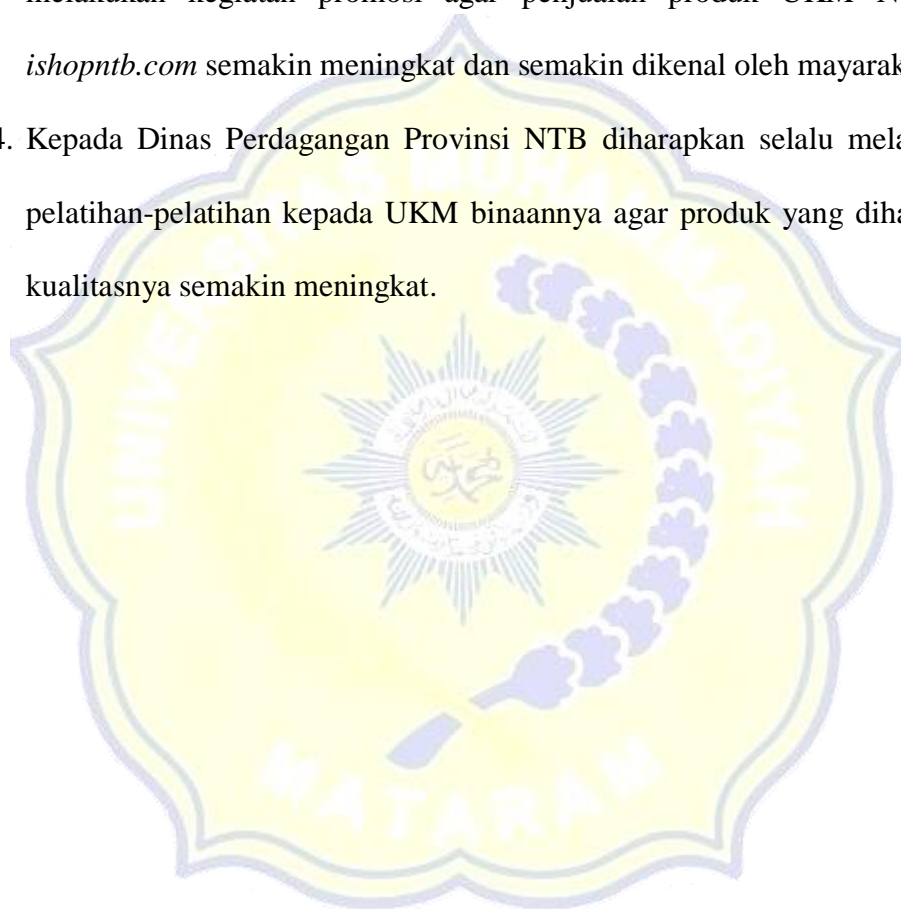 melakukan kegiatan promosi agar penjualan produk UKM N
ishopntb.com semakin meningkat dan semakin dikenal oleh mayarak
4. Kepada Dinas Perdagangan Provinsi NTB diharapkan selalu mela
pelatihan-pelatihan kepada UKM binaannya agar produk yang diha
kualitasnya semakin meningkat.
UNIVERSITAS MUHAMMADIYAH
MATARAM